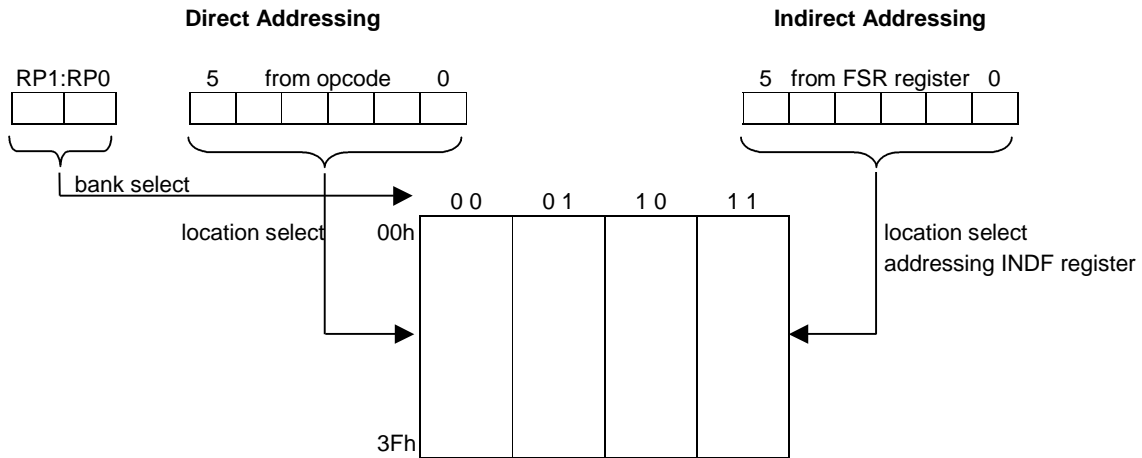 Direct Addressing
Indirect Addressing
RP1:RP0
5 from opcode 0
5 from FSR register 0
bank select
0 0 0 1 1 0 1 1
location select
00h
location select
addressing INDF register
3Fh